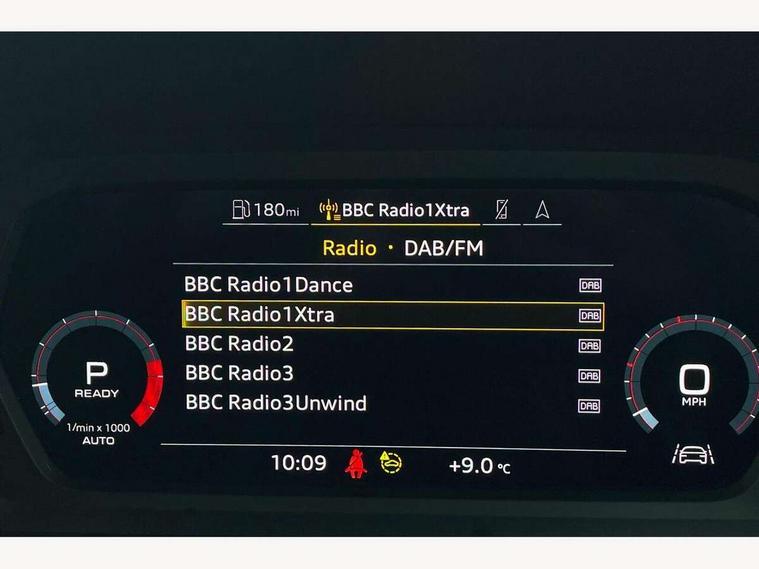 180mi BBC Radio1Xtra
Radio · DAB/FM
BBC Radio1Dance DAB
BBC Radio1Xtra DAB
BBC Radio2 DAB
BBC Radio3 DAB
BBC Radio3Unwind DAB
P
READY
1/min x 1000
AUTO
0
MPH
10:09 +9.0 °C